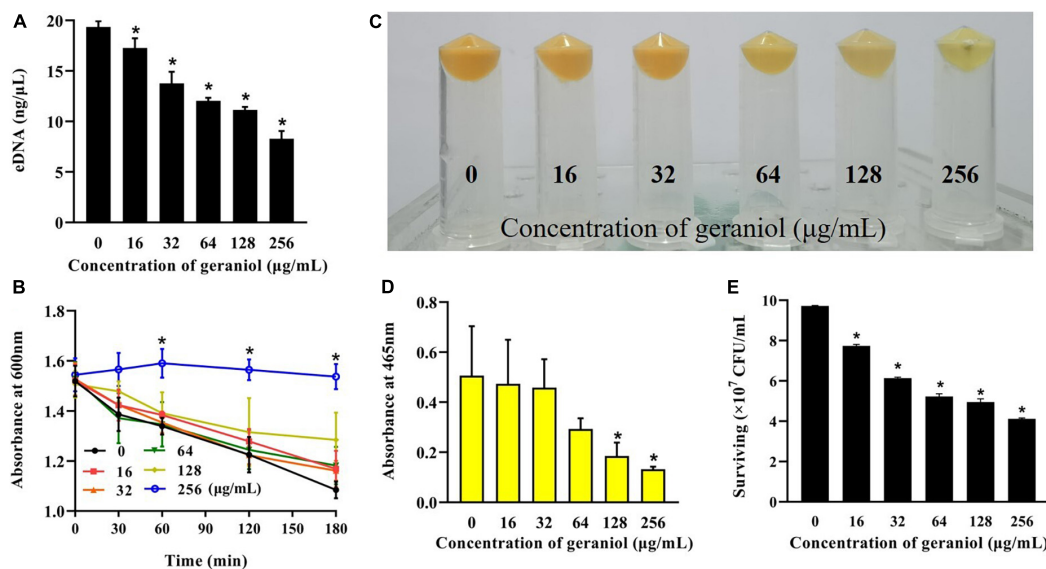 A
eDNA (ng/µL)
20
15
10
5
0
*
*
*
*
*
0 16 32 64 128 256
Concentration of geraniol (µg/mL)
B
Absorbance at 600nm
1.8
1.6
1.4
1.2
1.0
*
*
*
0
16
32
64
128
256 (µg/mL)
0 30 60 90 120 150 180
Time (min)
C
0 16 32 64 128 256
Concentration of geraniol (µg/mL)
D
Absorbance at 465nm
0.8
0.6
0.4
0.2
0.0
*
*
0 16 32 64 128 256
Concentration of geraniol (µg/mL)
E
Surviving (×10⁷ CFU/mL)
10
8
6
4
2
0
*
*
*
*
*
0 16 32 64 128 256
Concentration of geraniol (µg/mL)